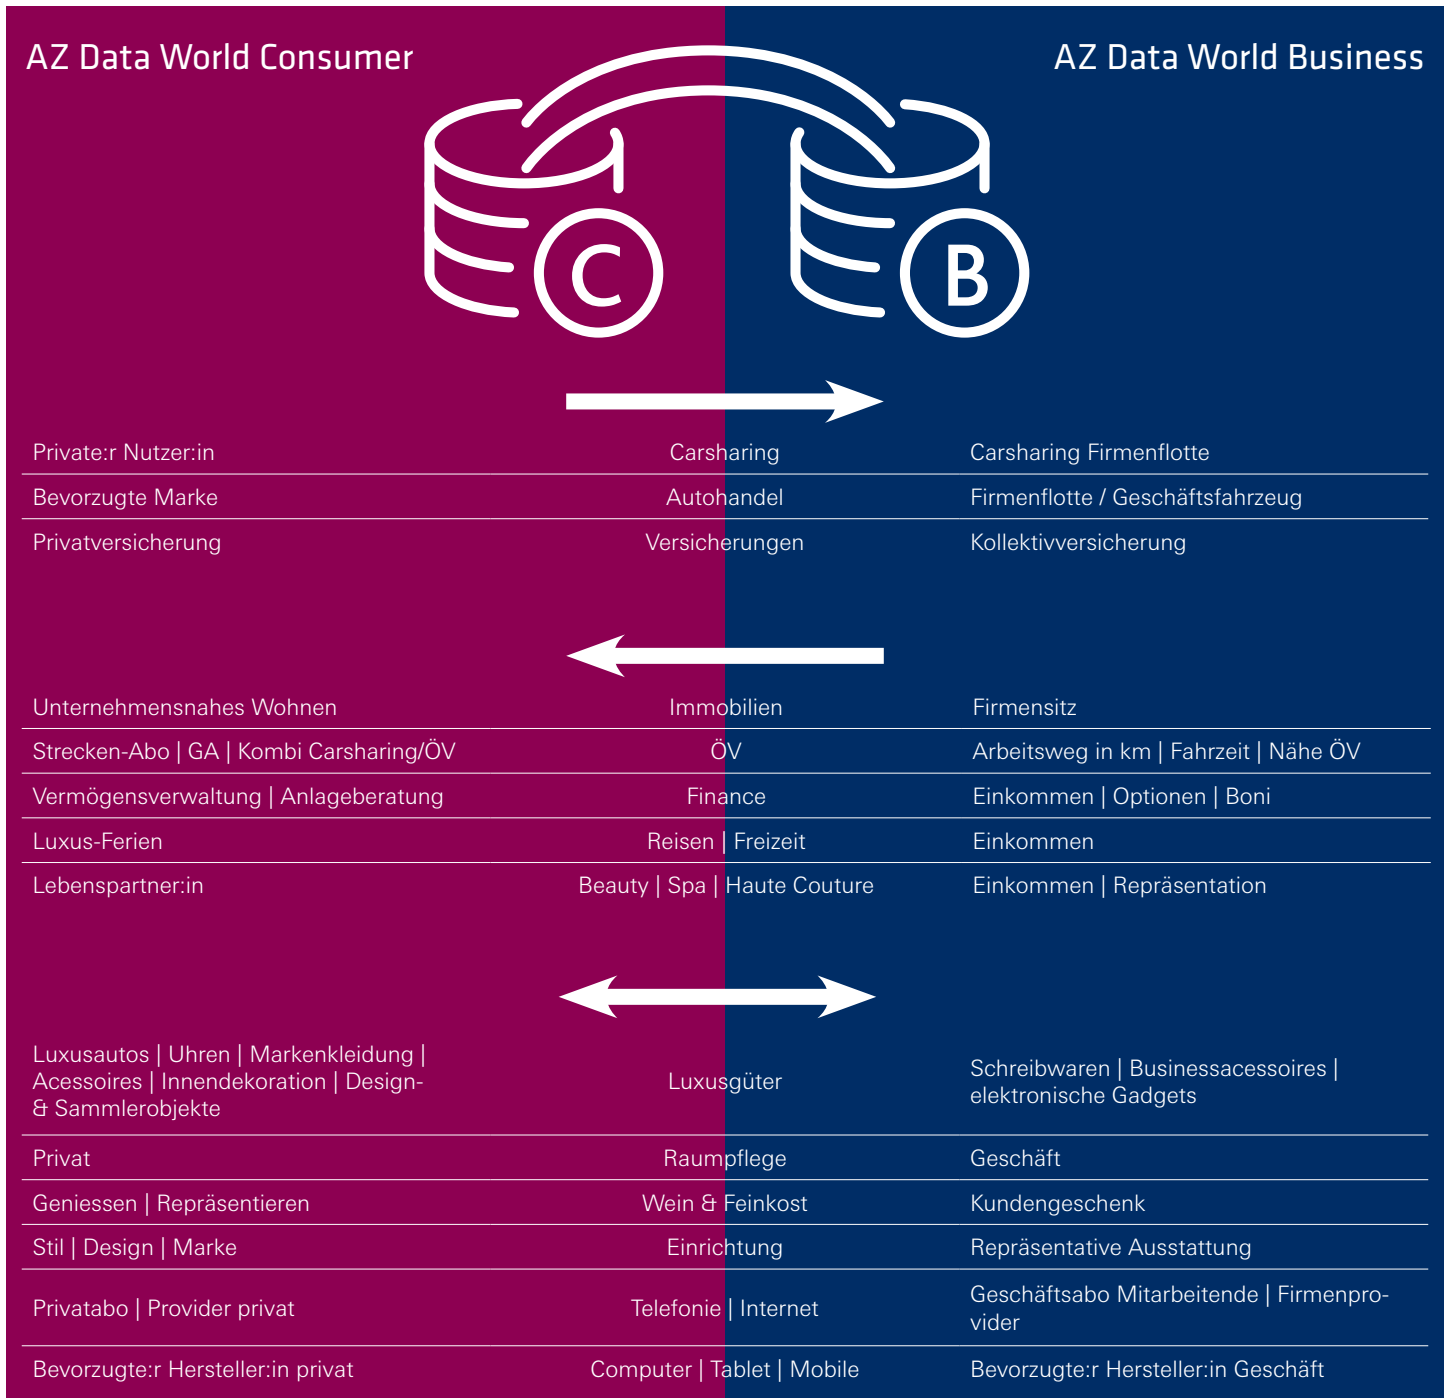 AZ Data World Consumer
AZ Data World Business
C
B
Private:r Nutzer:in
Carsharing
Carsharing Firmenflotte
Bevorzugte Marke
Autohandel
Firmenflotte / Geschäftsfahrzeug
Privatversicherung
Versicherungen
Kollektivversicherung
Unternehmensnahes Wohnen
Immobilien
Firmensitz
Strecken-Abo | GA | Kombi Carsharing/ÖV
ÖV
Arbeitsweg in km | Fahrzeit | Nähe ÖV
Vermögensverwaltung | Anlageberatung
Finance
Einkommen | Optionen | Boni
Luxus-Ferien
Reisen | Freizeit
Einkommen
Lebenspartner:in
Beauty | Spa | Haute Couture
Einkommen | Repräsentation
Luxusautos | Uhren | Markenkleidung |
Acessoires | Innendekoration | Design-
& Sammlerobjekte
Luxusgüter
Schreibwaren | Businessacessoires |
elektronische Gadgets
Privat
Raumpflege
Geschäft
Geniessen | Repräsentieren
Wein & Feinkost
Kundengeschenk
Stil | Design | Marke
Einrichtung
Repräsentative Ausstattung
Privatabo | Provider privat
Telefonie | Internet
Geschäftsabo Mitarbeitende | Firmenpro-
vider
Bevorzugte:r Hersteller:in privat
Computer | Tablet | Mobile
Bevorzugte:r Hersteller:in Geschäft